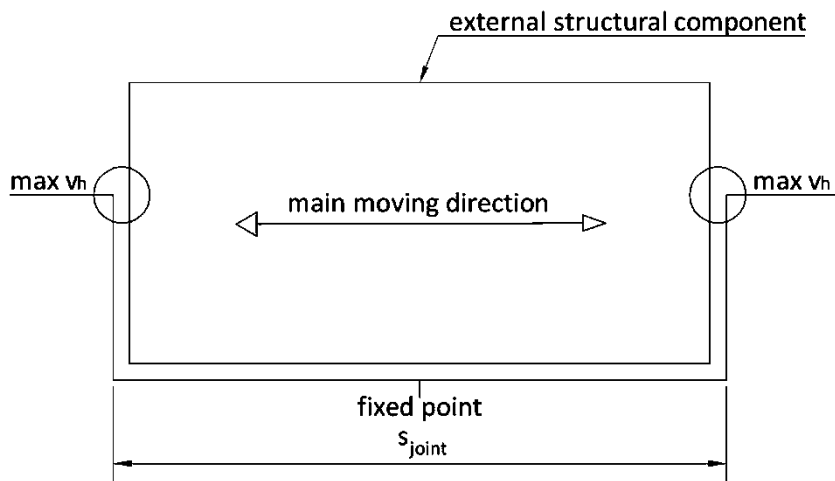 external structural component
max vh
max vh
main moving direction
fixed point
sjoint